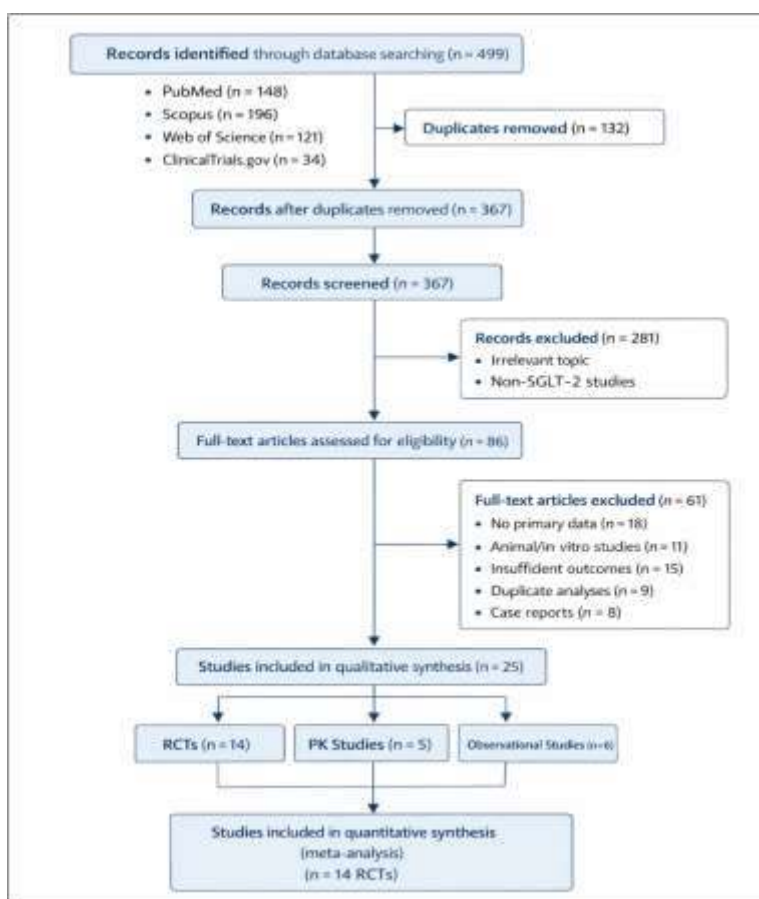 Records identified through database searching (n = 499)
• PubMed (n = 148)
• Scopus (n = 196)
• Web of Science (n = 121)
• ClinicalTrials.gov (n = 34)
Duplicates removed (n = 132)
Records after duplicates removed (n = 367)
Records screened (n = 367)
Records excluded (n = 281)
• Irrelevant topic
• Non-SGLT-2 studies
Full-text articles assessed for eligibility (n = 86)
Full-text articles excluded (n = 61)
• No primary data (n = 18)
• Animal/in vitro studies (n = 11)
• Insufficient outcomes (n = 15)
• Duplicate analyses (n = 9)
• Case reports (n = 8)
Studies included in qualitative synthesis (n = 25)
RCTs (n = 14)
PK Studies (n = 5)
Observational Studies (n=6)
Studies included in quantitative synthesis
(meta-analysis)
(n = 14 RCTs)